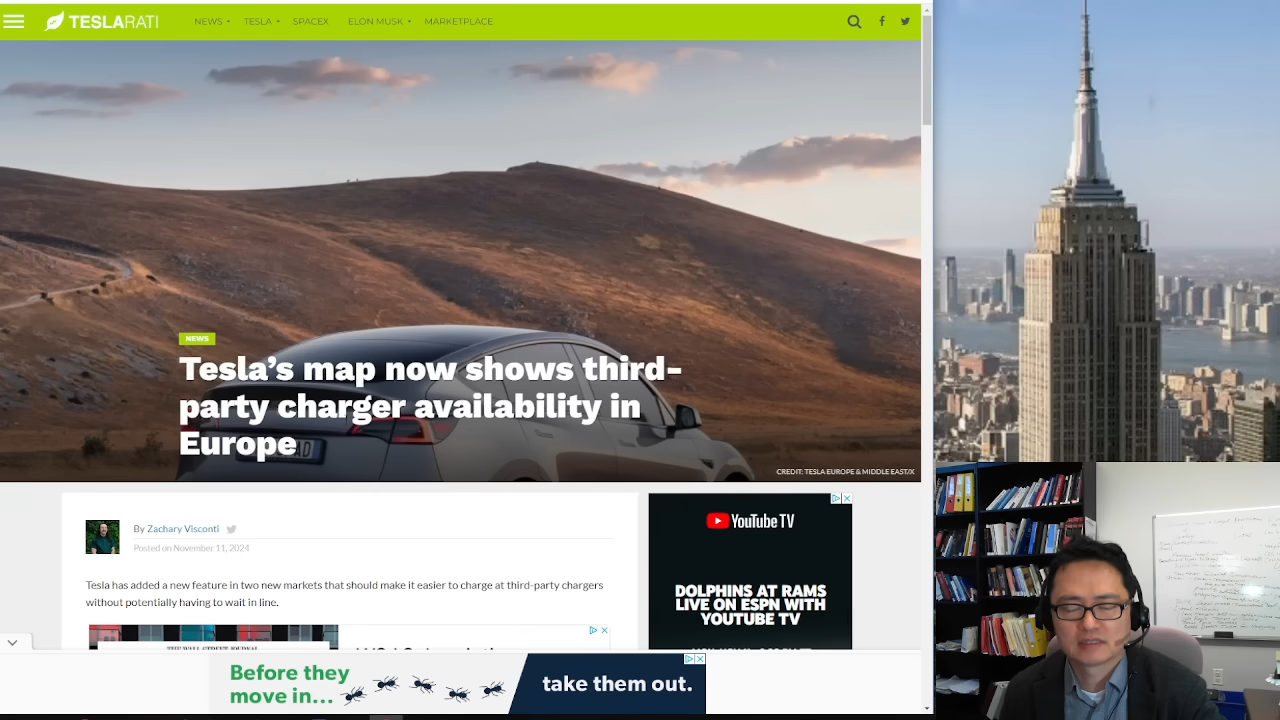 TESLARATI
NEWS
TESLA
SPACEX
ELON MUSK
MARKETPLACE
NEWS
Tesla's map now shows third-
party charger availability in
Europe
CREDIT: TESLA EUROPE & MIDDLE EAST/X
By Zachary Visconti
Posted on November 11, 2024
Tesla has added a new feature in two new markets that should make it easier to charge at third-party chargers
without potentially having to wait in line.
YouTube TV
DOLPHINS AT RAMS
LIVE ON ESPN WITH
YOUTUBE TV
THE WALL STREET JOURNAL
Before they
move in...
take them out.